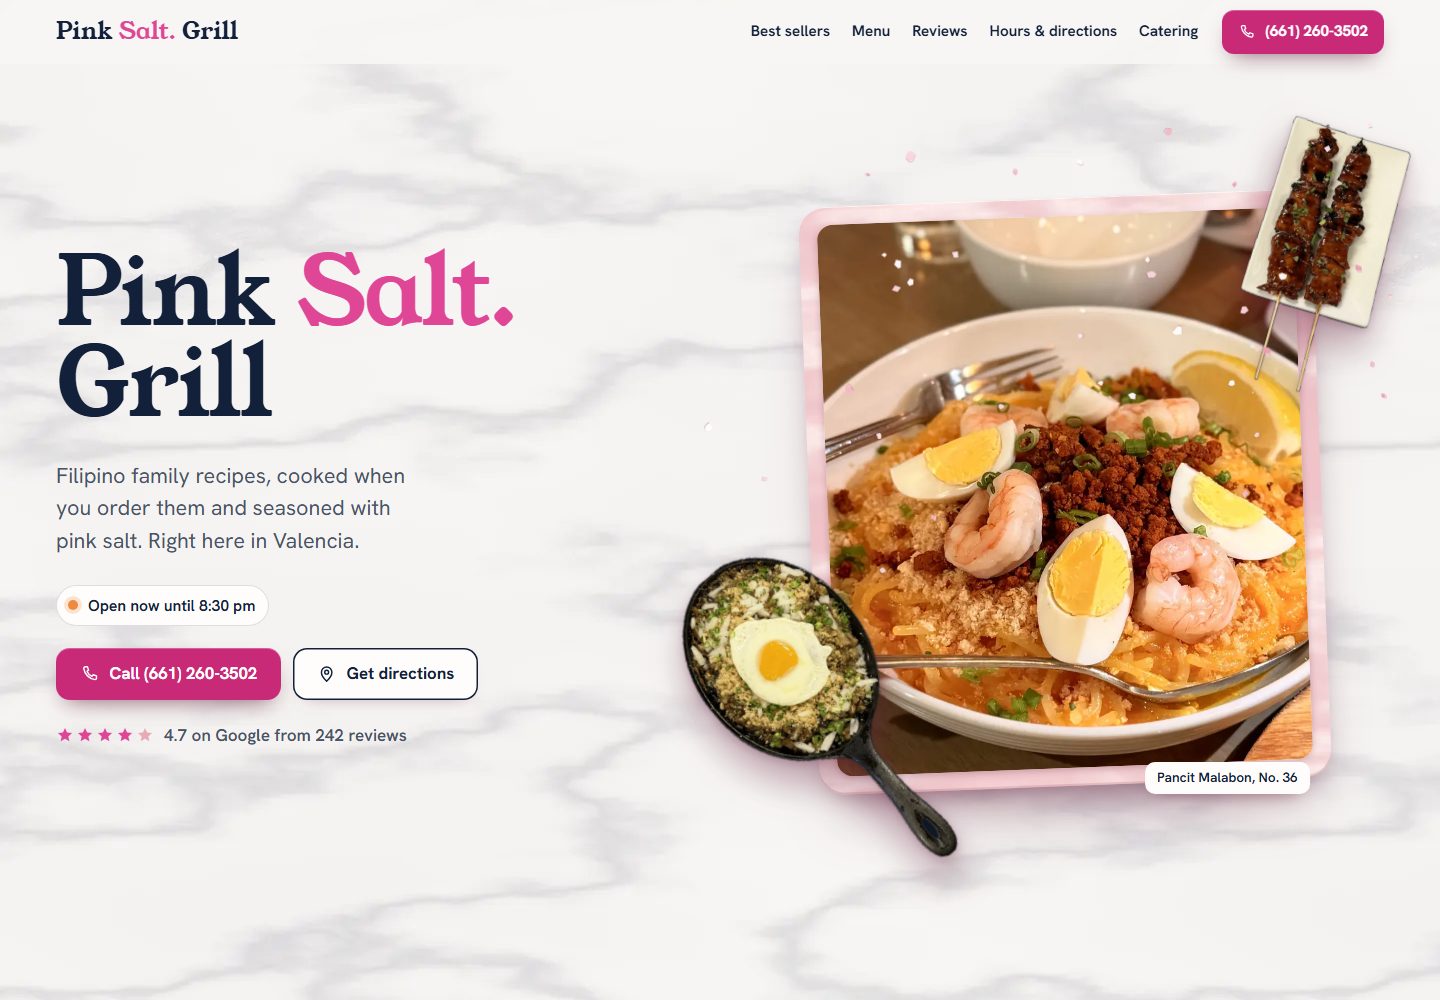 Pink Salt. Grill
Best sellers
Menu
Reviews
Hours & directions
Catering
(661) 260-3502
Pink Salt.
Grill
Filipino family recipes, cooked when
you order them and seasoned with
pink salt. Right here in Valencia.
Open now until 8:30 pm
Call (661) 260-3502
Get directions
4.7 on Google from 242 reviews
Pancit Malabon, No. 36